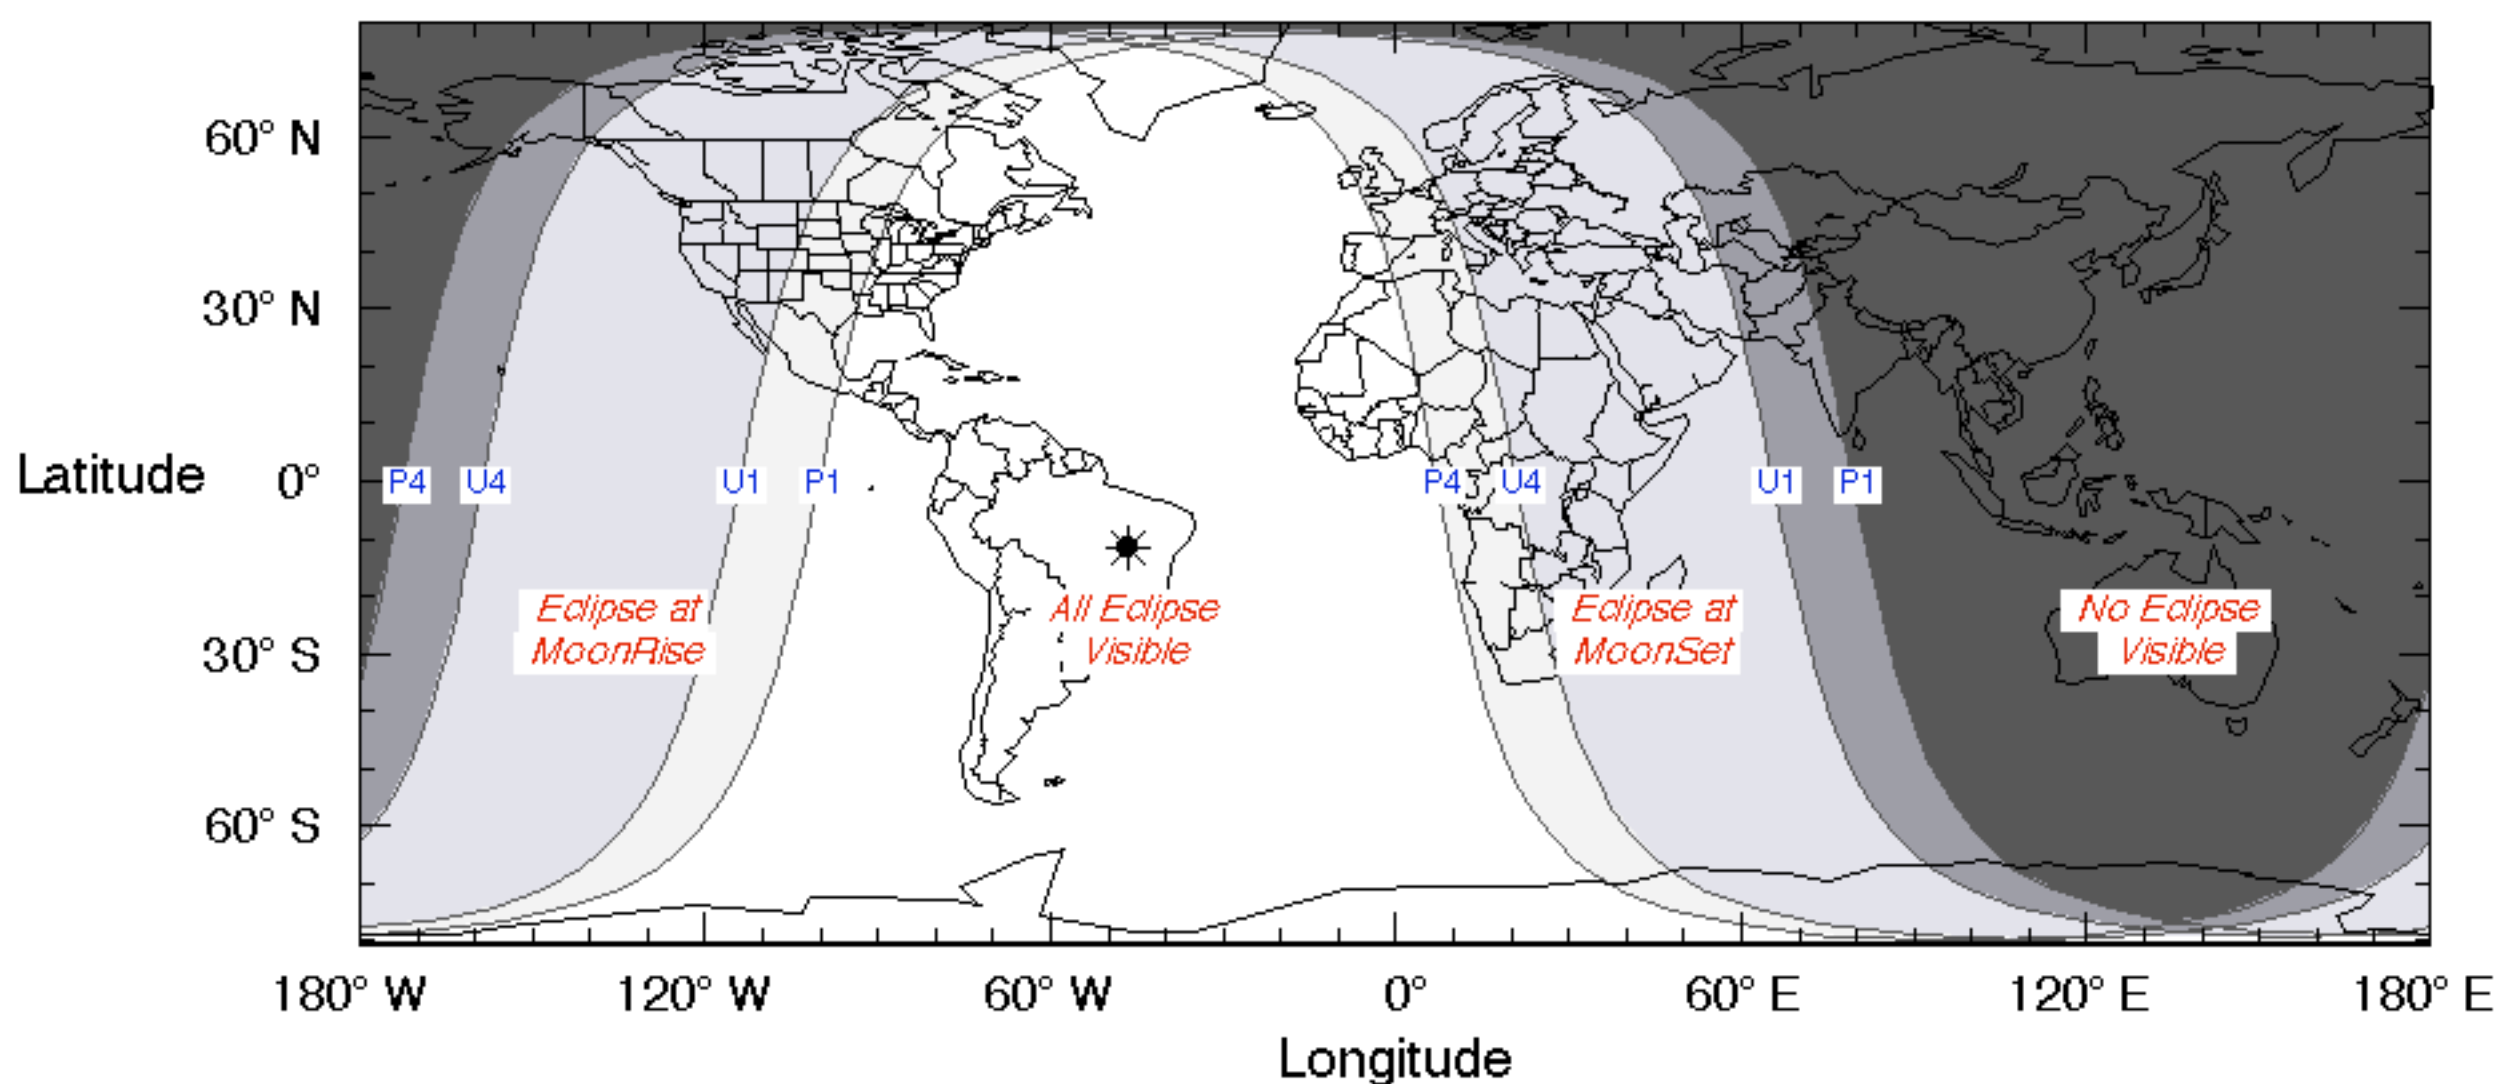 60° N
30° N
Latitude 0°
P4 U4 U1 P1 P4 U4 U1 P1
Eclipse at
MoonRise
All Eclipse
Visible
Eclipse at
MoonSet
No Eclipse
Visible
30° S
60° S
180° W 120° W 60° W 0° 60° E 120° E 180° E
Longitude